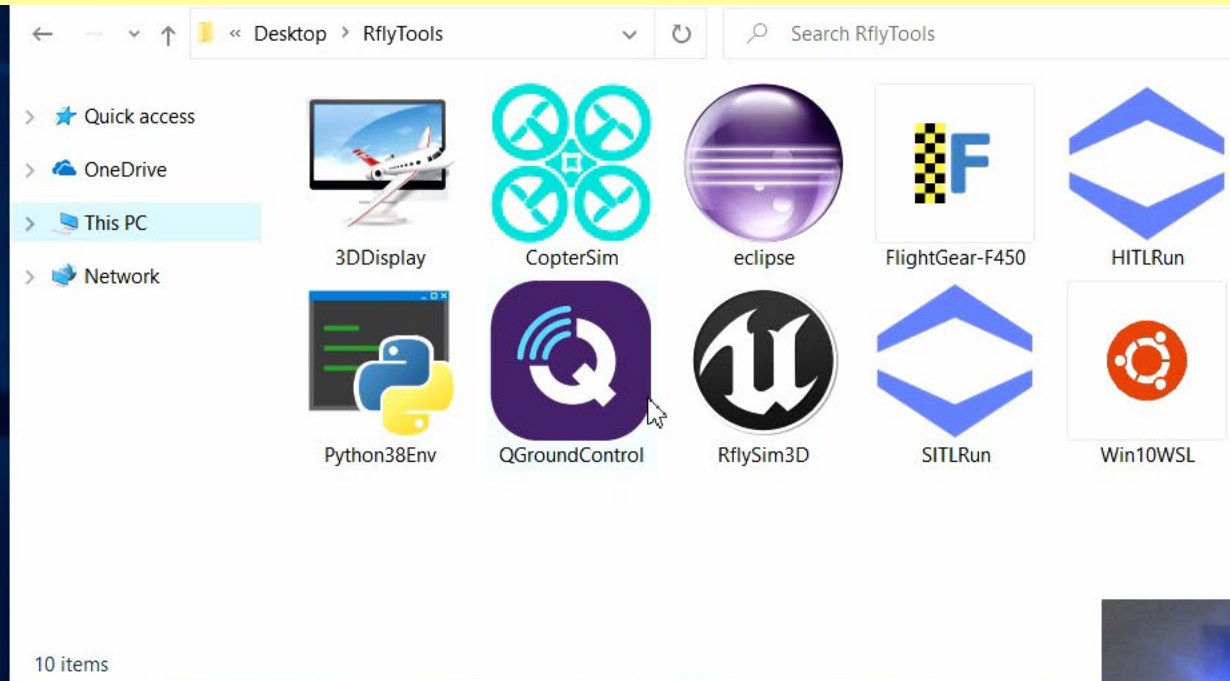 « Desktop > RflyTools
Search RflyTools
Quick access
OneDrive
This PC
Network
3DDisplay
CopterSim
eclipse
FlightGear-F450
HITLRun
Python38Env
QGroundControl
RflySim3D
SITLRun
Win10WSL
10 items